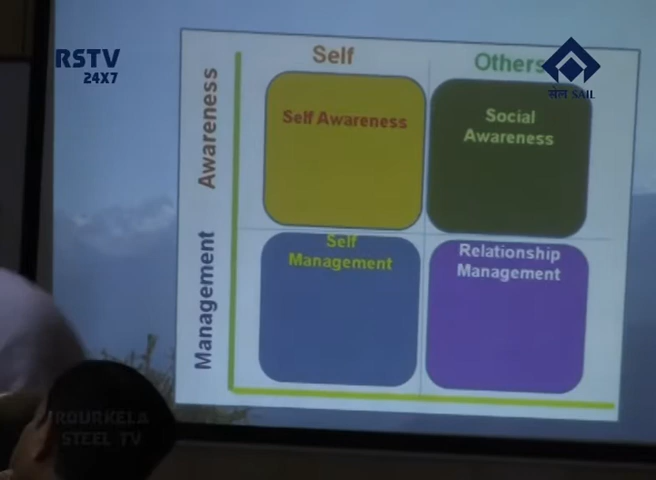 RSTV
24X7
सेल SAIL
Self
Others
Awareness
Self Awareness
Social
Awareness
Management
Self
Management
Relationship
Management
ROURKELA
STEEL TV